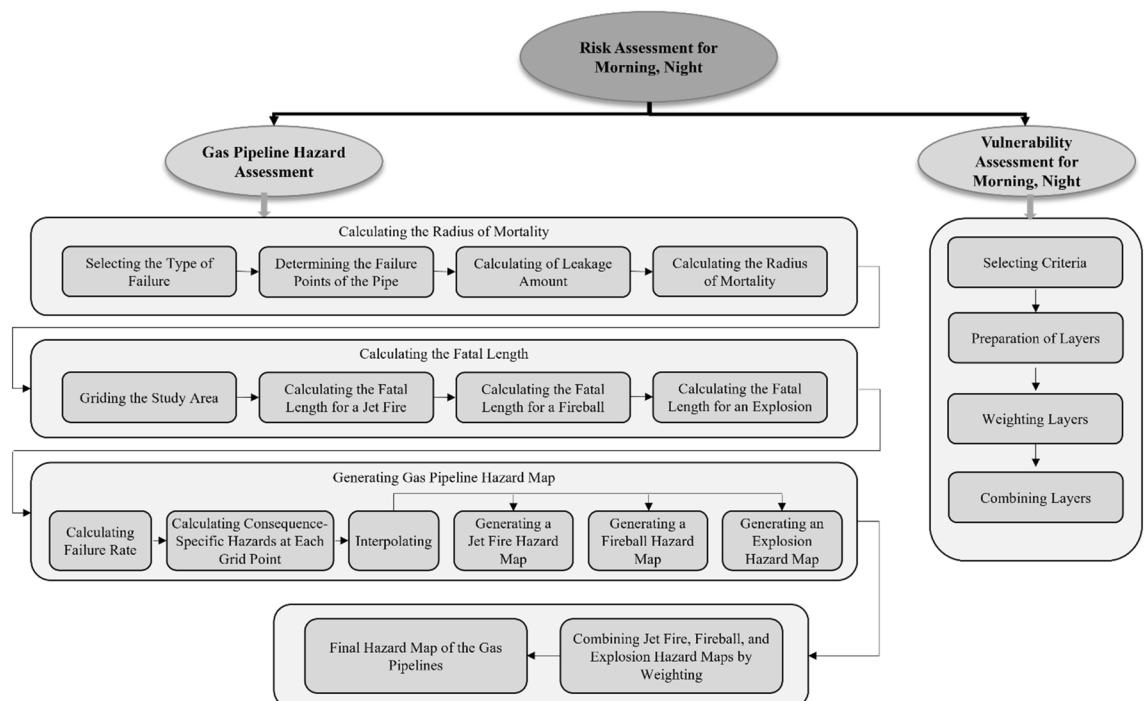 Risk Assessment for
Morning, Night
Gas Pipeline Hazard
Assessment
Vulnerability
Assessment for
Morning, Night
Calculating the Radius of Mortality
Selecting the Type of
Failure
Determining the Failure
Points of the Pipe
Calculating of Leakage
Amount
Calculating the Radius
of Mortality
Calculating the Fatal Length
Griding the Study Area
Calculating the Fatal
Length for a Jet Fire
Calculating the Fatal
Length for a Fireball
Calculating the Fatal
Length for an Explosion
Generating Gas Pipeline Hazard Map
Calculating
Failure Rate
Calculating Consequence-
Specific Hazards at Each
Grid Point
Interpolating
Generating a
Jet Fire Hazard
Map
Generating a
Fireball Hazard
Map
Generating an
Explosion
Hazard Map
Combining Jet Fire, Fireball, and
Explosion Hazard Maps by
Weighting
Final Hazard Map of the Gas
Pipelines
Selecting Criteria
Preparation of Layers
Weighting Layers
Combining Layers